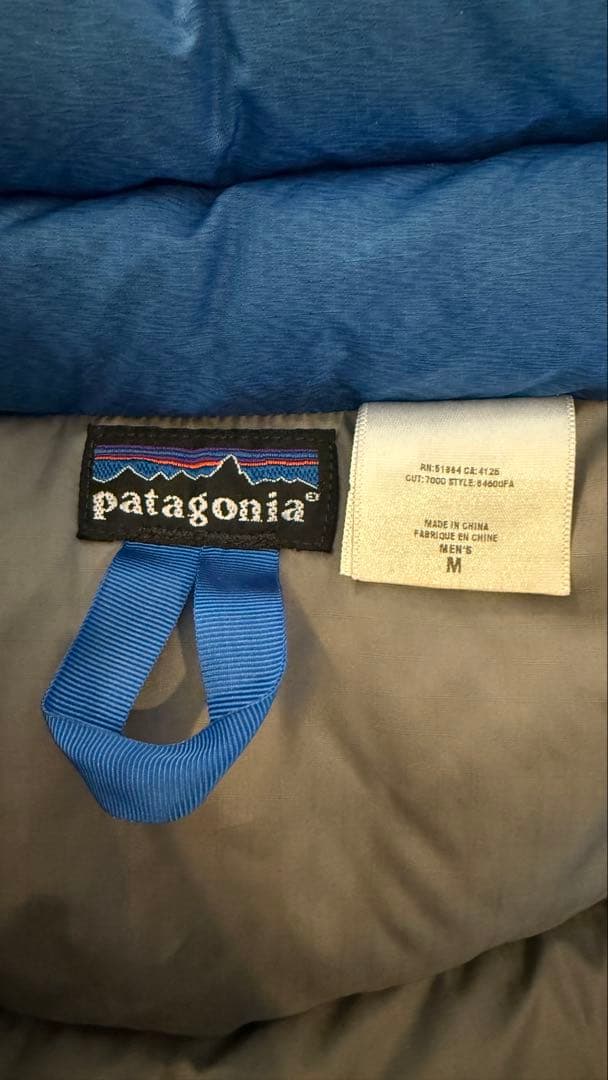 patagonia®
RN:51884 CA:4125
CUT:7000 STYLE:84600FA
MADE IN CHINA
FABRIQUE EN CHINE
MEN'S
M